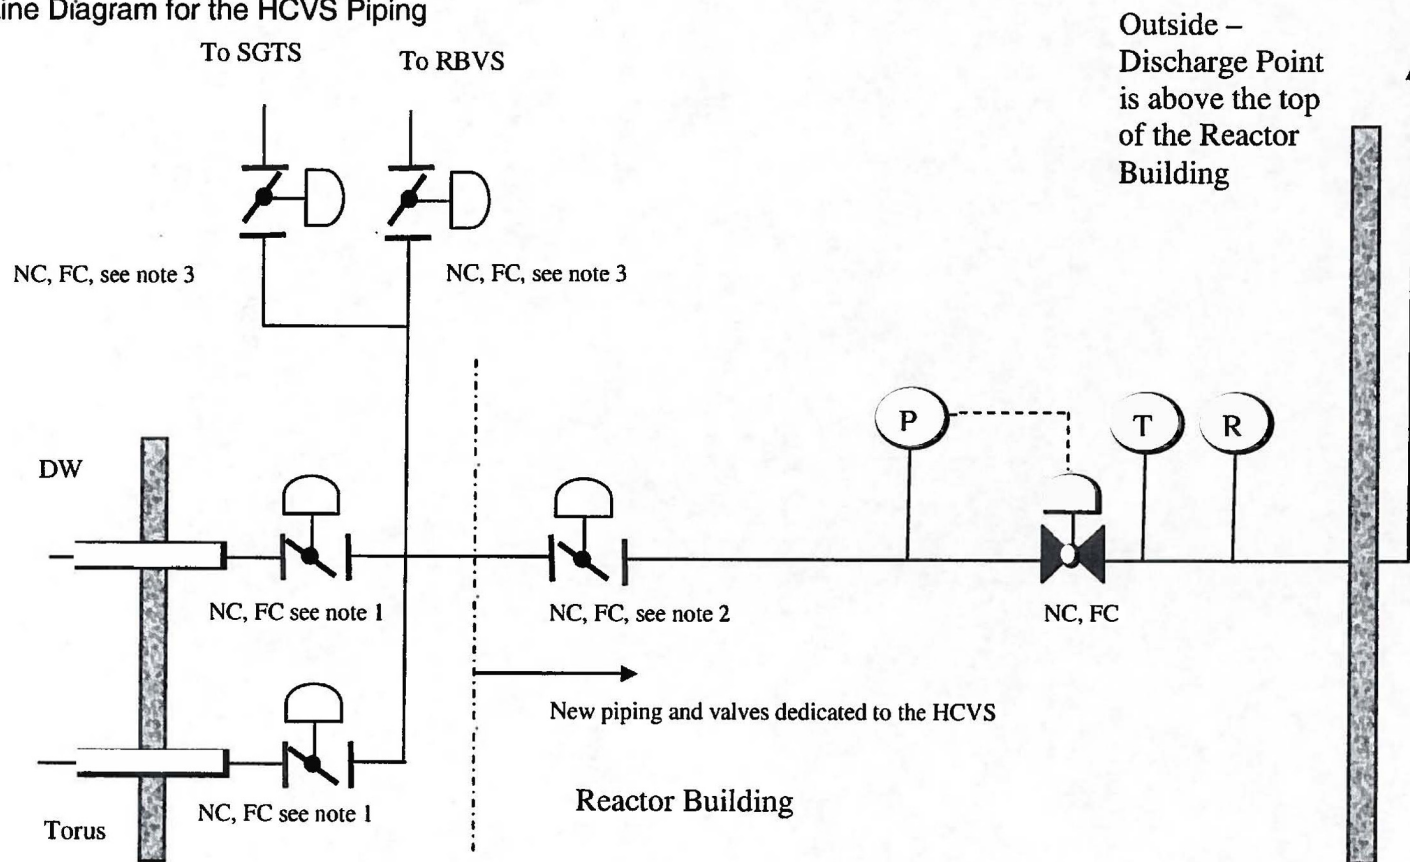 ine Diagram for the HCVS Piping
To SGTS
To RBVS
Outside –
Discharge Point
is above the top
of the Reactor
Building
NC, FC, see note 3
NC, FC, see note 3
P
T
R
DW
NC, FC see note 1
NC, FC, see note 2
NC, FC
New piping and valves dedicated to the HCVS
Reactor Building
NC, FC see note 1
Torus